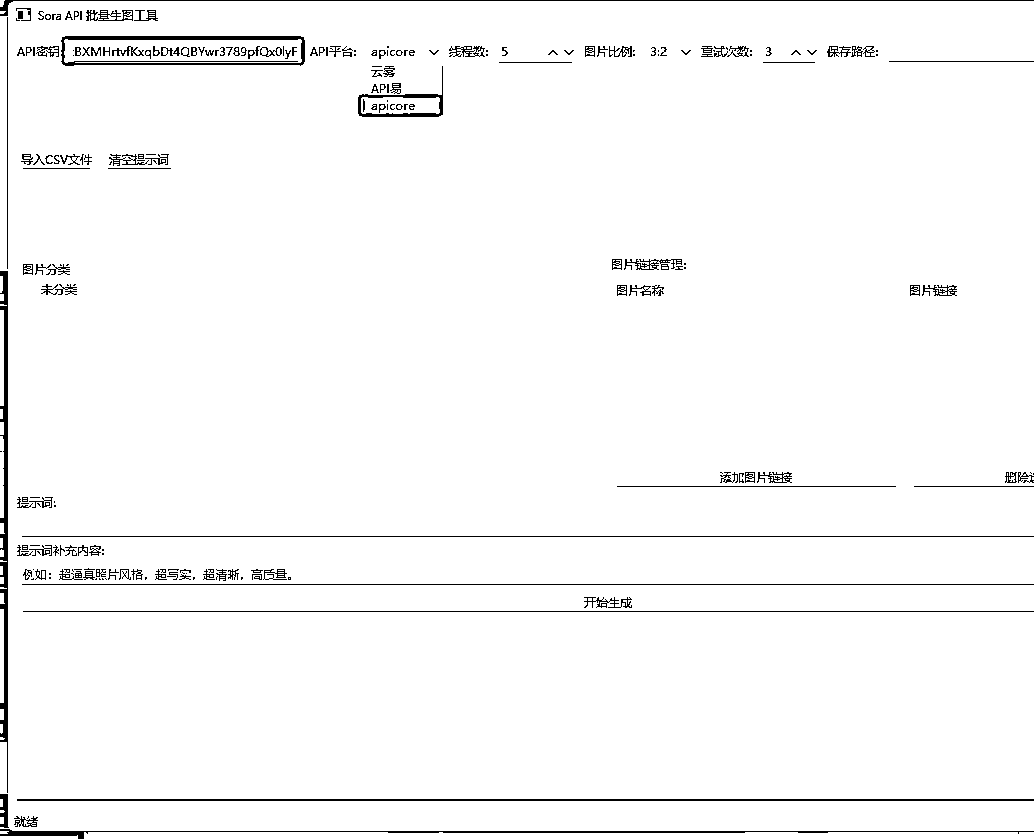 Sora API 批量生图工具
API密钥: :BXMHrtvfKxqbDt4QBYwr3789pfQx0lyF API平台: apicore 线程数: 5 图片比例: 3:2 重试次数: 3 保存路径:
云雾
API易
apicore
导入CSV文件 清空提示词
图片分类 图片链接管理:
未分类 图片名称 图片链接
添加图片链接 删除
提示词:
提示词补充内容:
例如：超逼真照片风格，超写实，超清晰，高质量。
开始生成
就绪